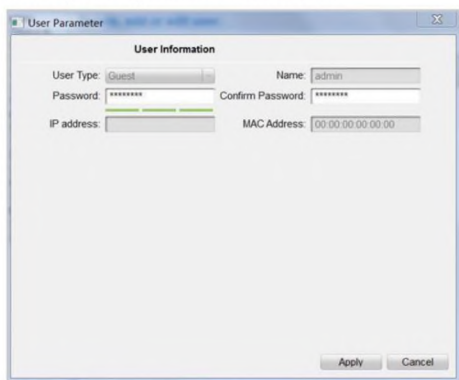 User Parameter
User Information
User Type: Guest Name: admin
Password: ******** Confirm Password: ********
IP address: MAC Address: 00:00:00:00:00:00
Apply Cancel